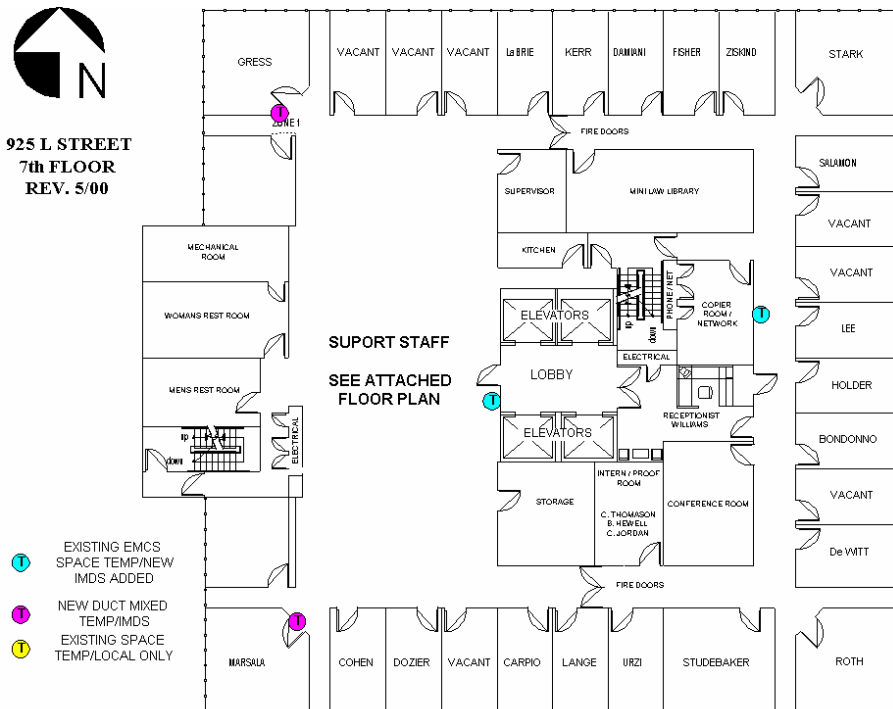 N
925 L STREET
7th FLOOR
REV. 5/00
GRESS
VACANT
VACANT
VACANT
La BRIE
KERR
DAMIANI
FISHER
ZISKIND
STARK
T
ZONE 1
FIRE DOORS
SUPERVISOR
MINI LAW LIBRARY
SALAMON
VACANT
VACANT
LEE
HOLDER
BONDONNO
VACANT
De WITT
MECHANICAL
ROOM
WOMANS REST ROOM
MENS REST ROOM
up
down
ELECTRICAL
KITCHEN
ELEVATORS
up
down
PHONE / NET
COPIER
ROOM /
NETWORK
T
ELECTRICAL
SUPORT STAFF
SEE ATTACHED
FLOOR PLAN
LOBBY
T
ELEVATORS
RECEPTIONIST
WILLIAMS
STORAGE
INTERN / PROOF
ROOM
C. THOMASON
B. HEWELL
C. JORDAN
CONFERENCE ROOM
FIRE DOORS
T
EXISTING EMCS
SPACE TEMP/NEW
IMDS ADDED
T
NEW DUCT MIXED
TEMP/IMDS
T
EXISTING SPACE
TEMP/LOCAL ONLY
T
MARSALA
COHEN
DOZIER
VACANT
CARPIO
LANGE
URZI
STUDEBAKER
ROTH